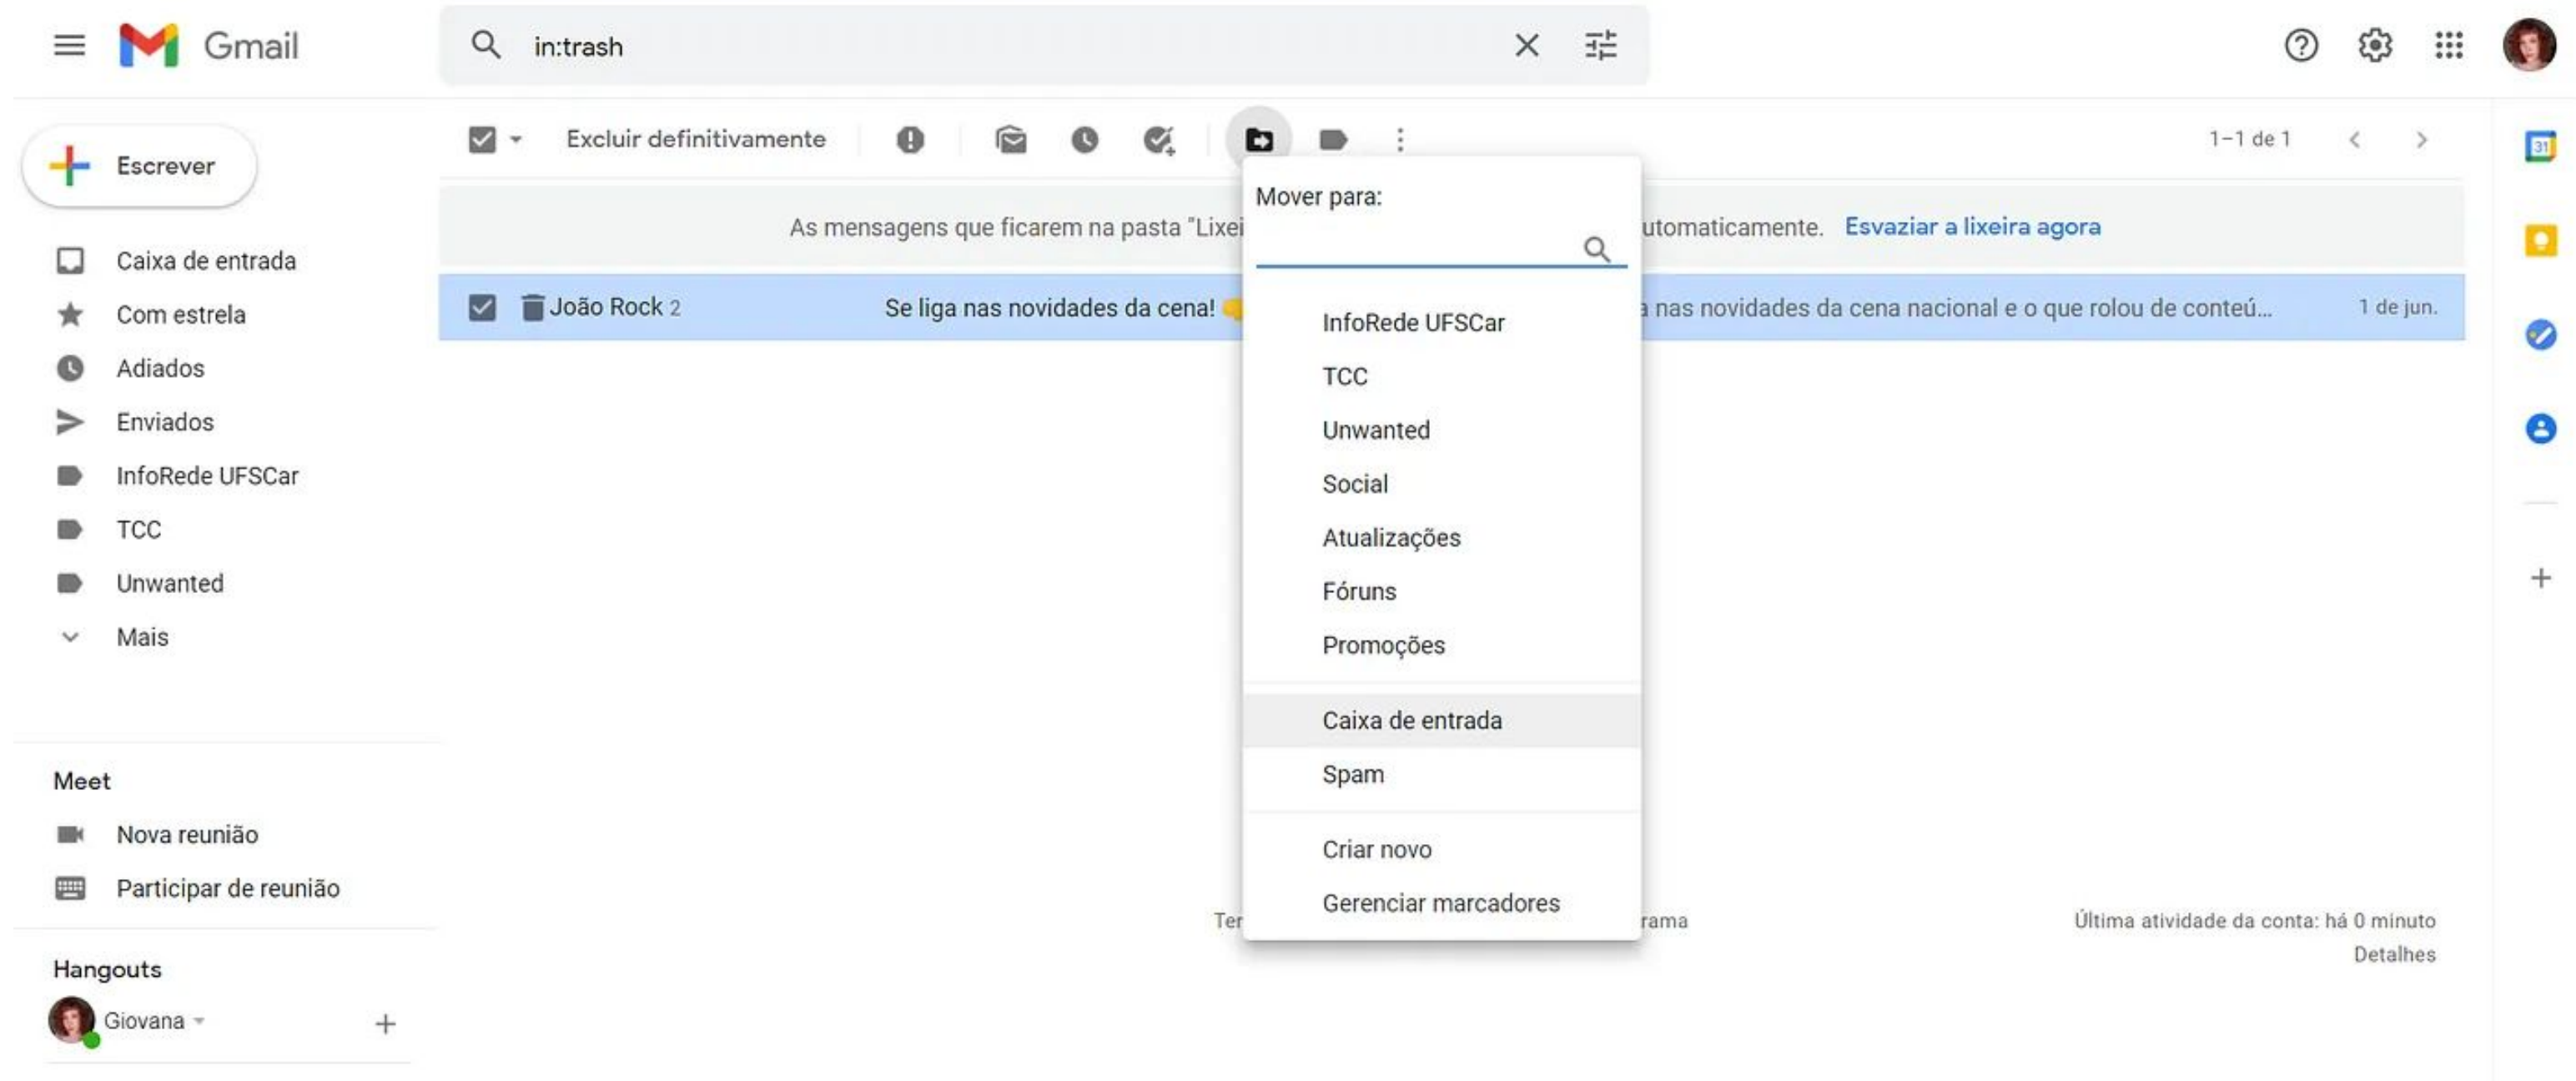 Gmail
in:trash
Escrever
Excluir definitivamente
1–1 de 1
31
Mover para:
As mensagens que ficarem na pasta "Lixei
utomaticamente. Esvaziar a lixeira agora
João Rock 2
Se liga nas novidades da cena!
nas novidades da cena nacional e o que rolou de conteú...
1 de jun.
Caixa de entrada
Com estrela
Adiados
Enviados
InfoRede UFSCar
TCC
Unwanted
Mais
InfoRede UFSCar
TCC
Unwanted
Social
Atualizações
Fóruns
Promoções
Caixa de entrada
Spam
Criar novo
Gerenciar marcadores
Meet
Nova reunião
Participar de reunião
Hangouts
Giovana
Ter
rama
Última atividade da conta: há 0 minuto
Detalhes